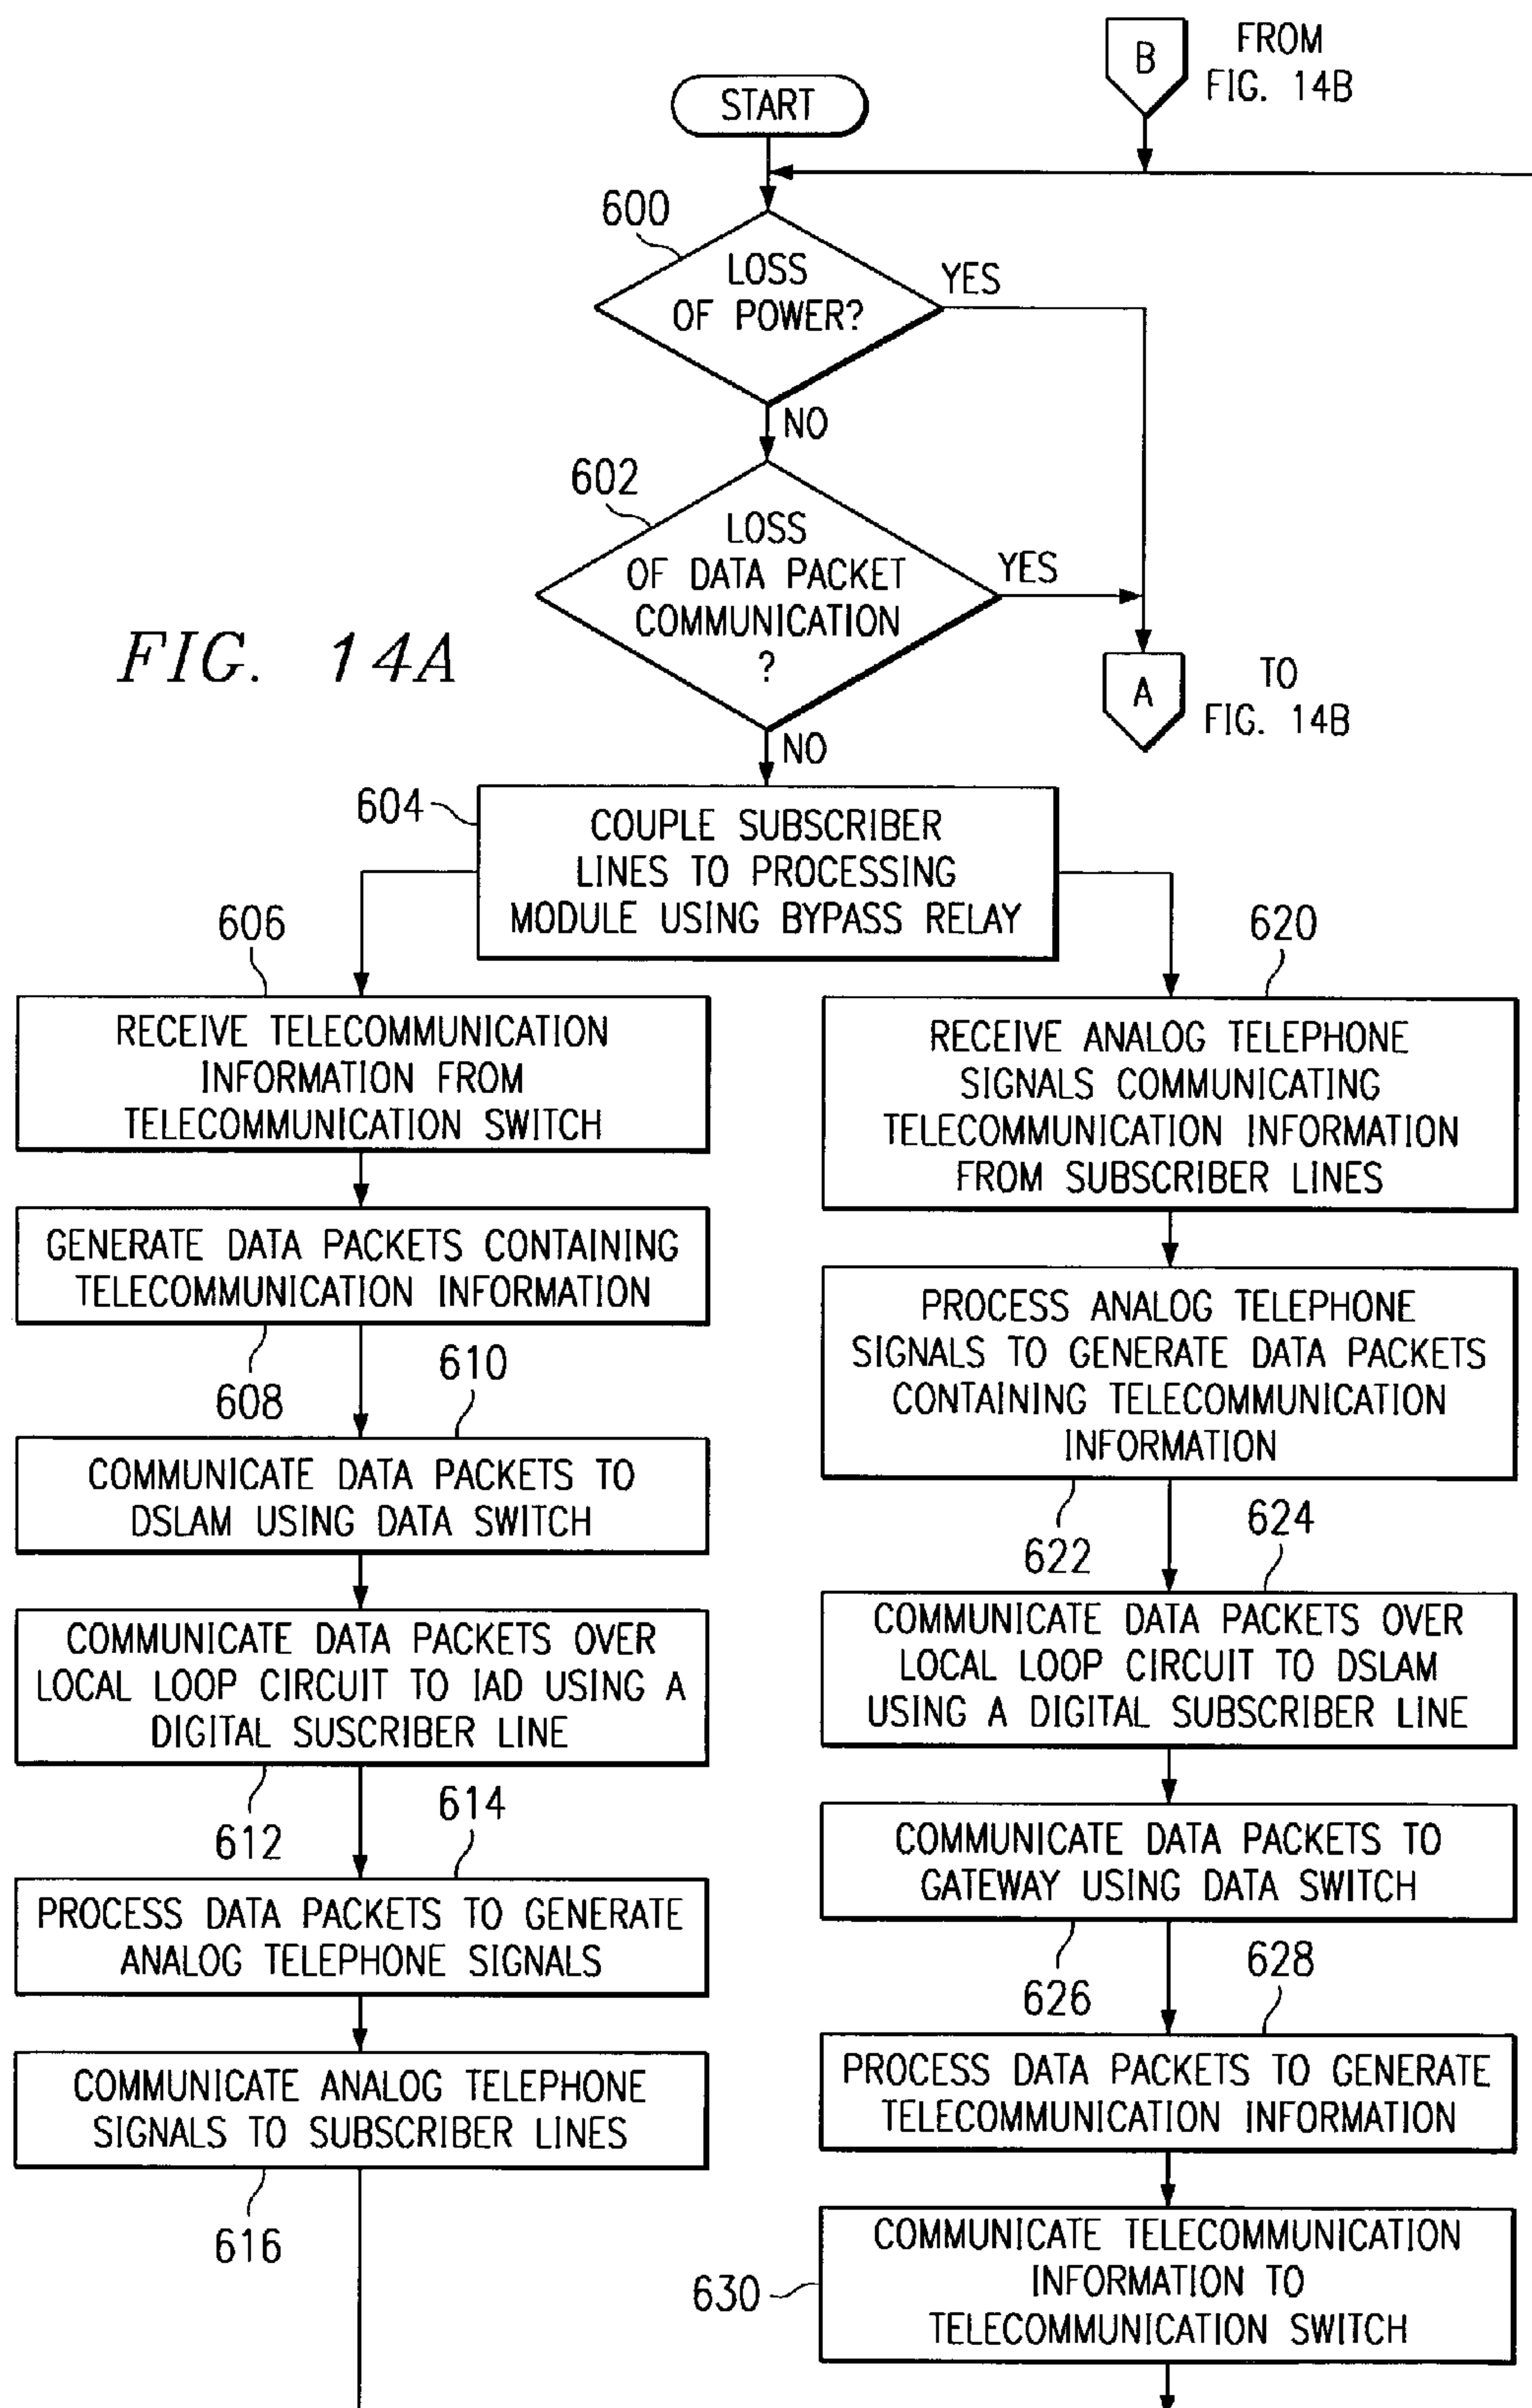 B
FROM
FIG. 14B
START
600
LOSS
OF POWER?
YES
NO
602
LOSS
OF DATA PACKET
COMMUNICATION
?
YES
NO
FIG. 14A
A
TO
FIG. 14B
604
COUPLE SUBSCRIBER
LINES TO PROCESSING
MODULE USING BYPASS RELAY
606
RECEIVE TELECOMMUNICATION
INFORMATION FROM
TELECOMMUNICATION SWITCH
GENERATE DATA PACKETS CONTAINING
TELECOMMUNICATION INFORMATION
608
610
COMMUNICATE DATA PACKETS TO
DSLAM USING DATA SWITCH
COMMUNICATE DATA PACKETS OVER
LOCAL LOOP CIRCUIT TO IAD USING A
DIGITAL SUSCRIBER LINE
612
614
PROCESS DATA PACKETS TO GENERATE
ANALOG TELEPHONE SIGNALS
COMMUNICATE ANALOG TELEPHONE
SIGNALS TO SUBSCRIBER LINES
616
620
RECEIVE ANALOG TELEPHONE
SIGNALS COMMUNICATING
TELECOMMUNICATION INFORMATION
FROM SUBSCRIBER LINES
PROCESS ANALOG TELEPHONE
SIGNALS TO GENERATE DATA PACKETS
CONTAINING TELECOMMUNICATION
INFORMATION
622
624
COMMUNICATE DATA PACKETS OVER
LOCAL LOOP CIRCUIT TO DSLAM
USING A DIGITAL SUBSCRIBER LINE
COMMUNICATE DATA PACKETS TO
GATEWAY USING DATA SWITCH
626
628
PROCESS DATA PACKETS TO GENERATE
TELECOMMUNICATION INFORMATION
630
COMMUNICATE TELECOMMUNICATION
INFORMATION TO
TELECOMMUNICATION SWITCH